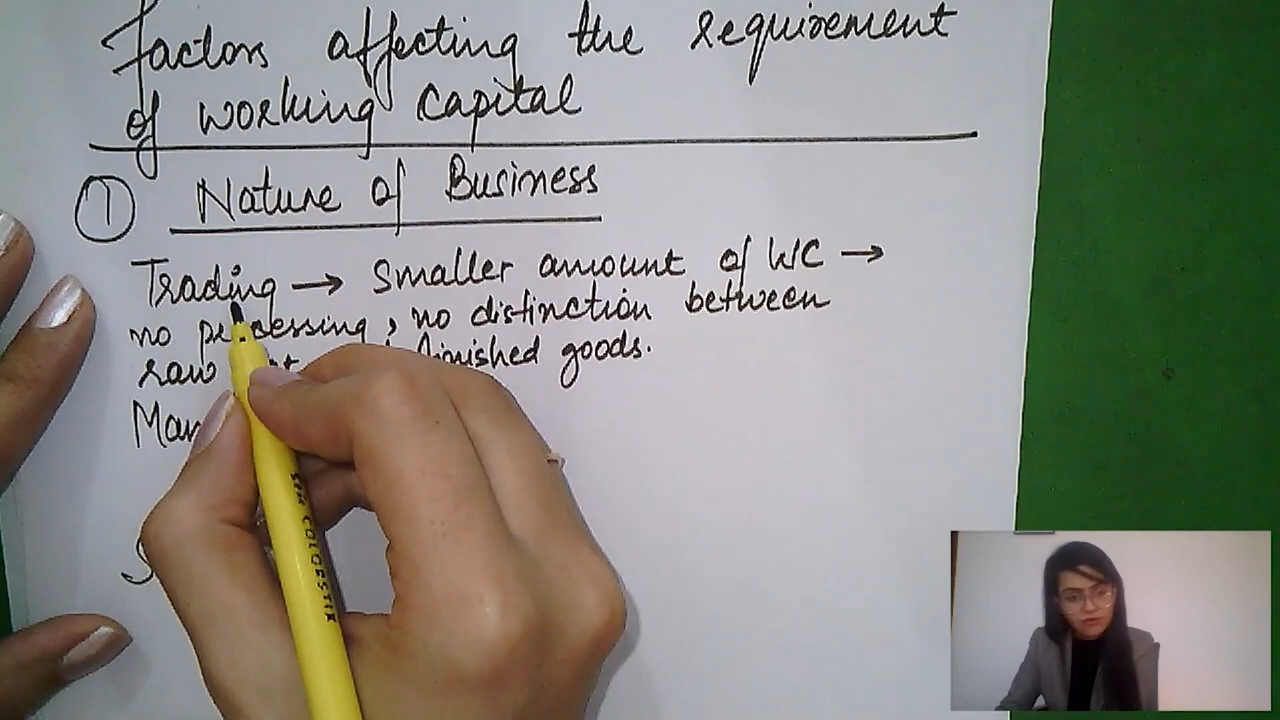 Factors affecting the requirement
of working capital
1 Nature of Business
Trading → Smaller amount of WC →
no processing, no distinction between
raw finished goods.